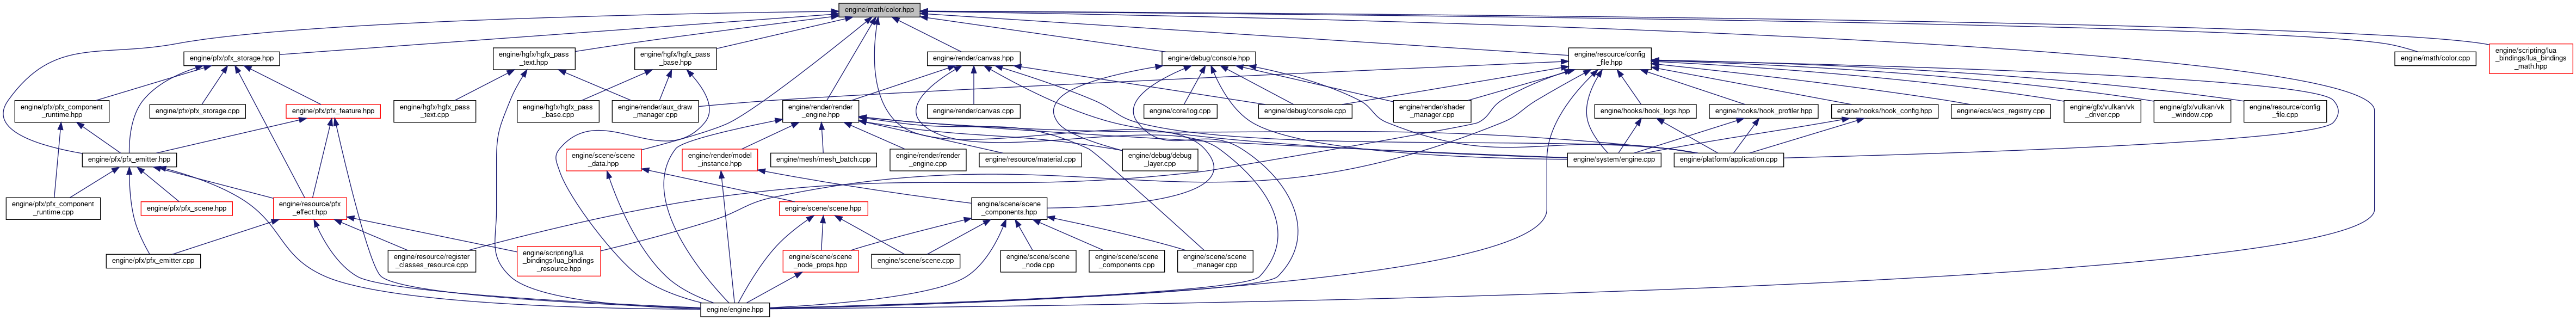 engine/math/color.hpp
engine/pfx/pfx_storage.hpp
engine/hgfx/hgfx_pass
_text.hpp
engine/hgfx/hgfx_pass
_base.hpp
engine/render/canvas.hpp
engine/debug/console.hpp
engine/resource/config
_file.hpp
engine/math/color.cpp
engine/scripting/lua
_bindings/lua_bindings
_math.hpp
engine/pfx/pfx_component
_runtime.hpp
engine/pfx/pfx_storage.cpp
engine/pfx/pfx_feature.hpp
engine/hgfx/hgfx_pass
_text.cpp
engine/hgfx/hgfx_pass
_base.cpp
engine/render/aux_draw
_manager.cpp
engine/render/render
_engine.hpp
engine/render/canvas.cpp
engine/core/log.cpp
engine/debug/console.cpp
engine/render/shader
_manager.cpp
engine/hooks/hook_logs.hpp
engine/hooks/hook_profiler.hpp
engine/hooks/hook_config.hpp
engine/ecs/ecs_registry.cpp
engine/gfx/vulkan/vk
_driver.cpp
engine/gfx/vulkan/vk
_window.cpp
engine/resource/config
_file.cpp
engine/pfx/pfx_emitter.hpp
engine/scene/scene
_data.hpp
engine/render/model
_instance.hpp
engine/mesh/mesh_batch.cpp
engine/render/render
_engine.cpp
engine/resource/material.cpp
engine/debug/debug
_layer.cpp
engine/system/engine.cpp
engine/platform/application.cpp
engine/pfx/pfx_component
_runtime.cpp
engine/pfx/pfx_scene.hpp
engine/resource/pfx
_effect.hpp
engine/scene/scene.hpp
engine/scene/scene
_components.hpp
engine/pfx/pfx_emitter.cpp
engine/resource/register
_classes_resource.cpp
engine/scripting/lua
_bindings/lua_bindings
_resource.hpp
engine/scene/scene
_node_props.hpp
engine/scene/scene.cpp
engine/scene/scene
_node.cpp
engine/scene/scene
_components.cpp
engine/scene/scene
_manager.cpp
engine/engine.hpp